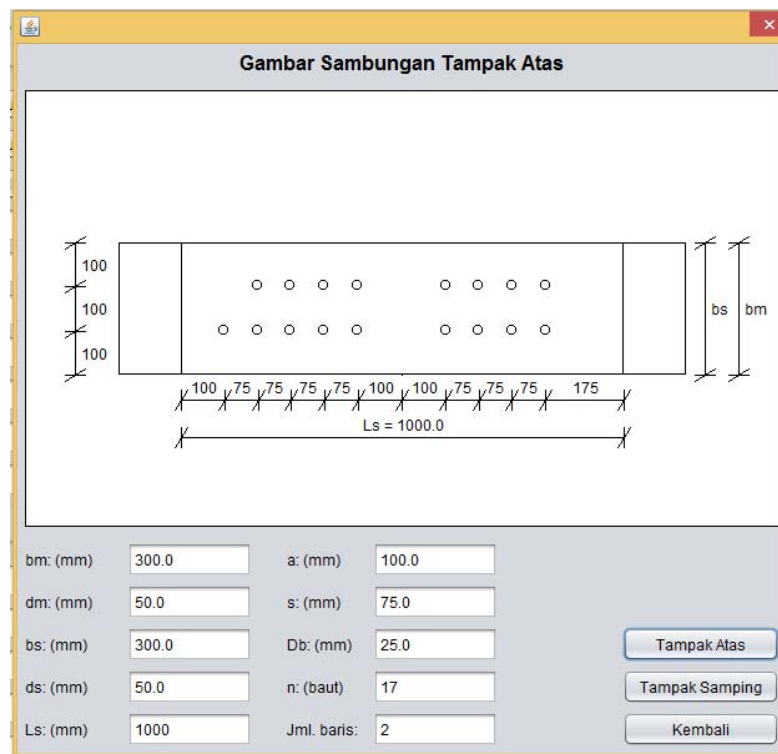 Gambar Sambungan Tampak Atas
100
100
100
bs bm
100 75 75 75 75 100 100 75 75 75 175
Ls = 1000.0
bm: (mm) 300.0 a: (mm) 100.0
dm: (mm) 50.0 s: (mm) 75.0
bs: (mm) 300.0 Db: (mm) 25.0 Tampak Atas
ds: (mm) 50.0 n: (baut) 17 Tampak Samping
Ls: (mm) 1000 Jml. baris: 2 Kembali